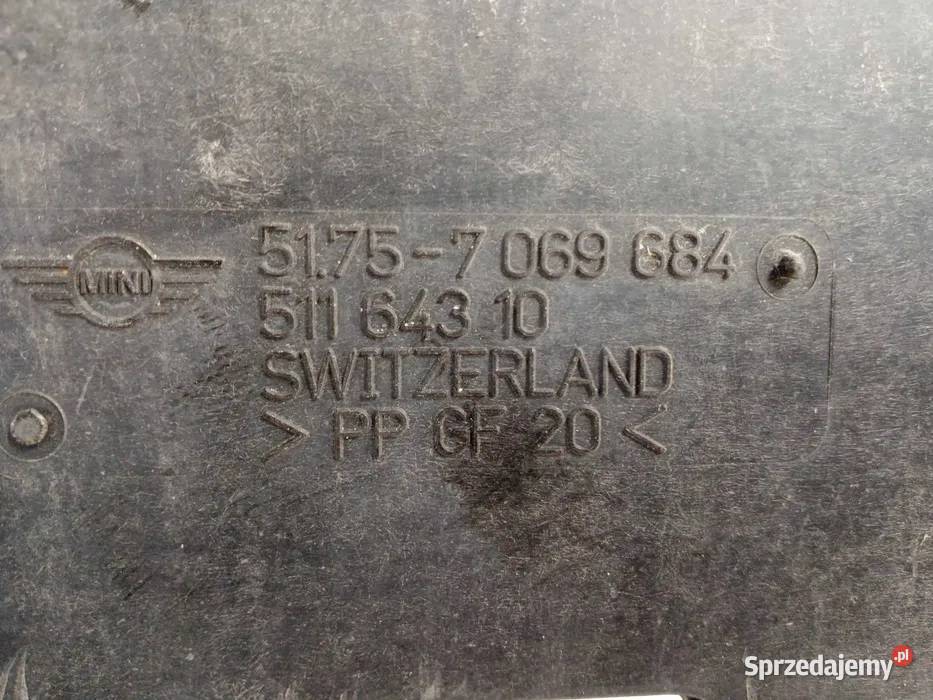 MINI
51.75-7 069 684
511 643 10
SWITZERLAND
> PP GF 20 <
Sprzedajemy.pl